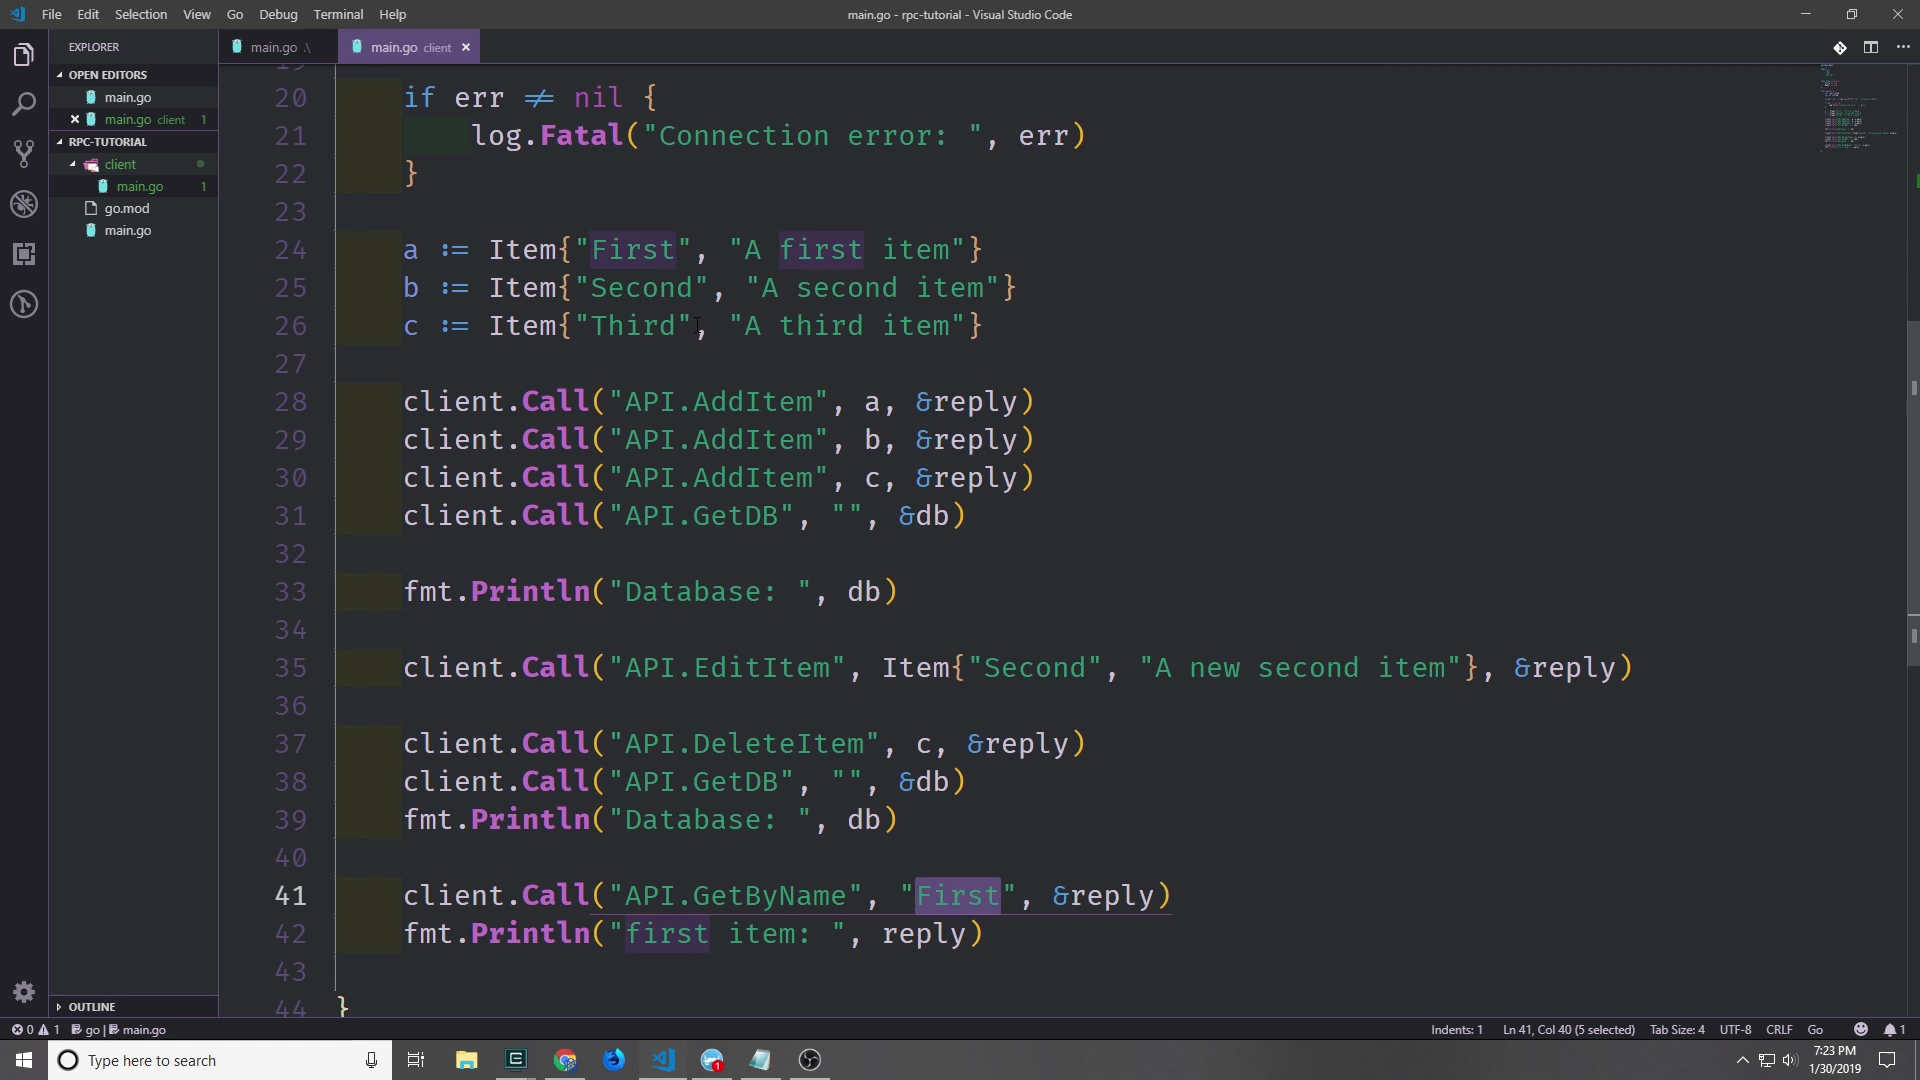 File Edit Selection View Go Debug Terminal Help
main.go - rpc-tutorial - Visual Studio Code
EXPLORER
main.go .\
main.go client
OPEN EDITORS
main.go
main.go client 1
RPC-TUTORIAL
client
main.go 1
go.mod
main.go
OUTLINE
19
20 if err ≠ nil {
21 log.Fatal("Connection error: ", err)
22 }
23
24 a := Item{"First", "A first item"}
25 b := Item{"Second", "A second item"}
26 c := Item{"Third", "A third item"}
27
28 client.Call("API.AddItem", a, &reply)
29 client.Call("API.AddItem", b, &reply)
30 client.Call("API.AddItem", c, &reply)
31 client.Call("API.GetDB", "", &db)
32
33 fmt.Println("Database: ", db)
34
35 client.Call("API.EditItem", Item{"Second", "A new second item"}, &reply)
36
37 client.Call("API.DeleteItem", c, &reply)
38 client.Call("API.GetDB", "", &db)
39 fmt.Println("Database: ", db)
40
41 client.Call("API.GetByName", "First", &reply)
42 fmt.Println("first item: ", reply)
43
44 }
0 1 go | main.go
Indents: 1 Ln 41, Col 40 (5 selected) Tab Size: 4 UTF-8 CRLF Go 1
Type here to search
1
7:23 PM
1/30/2019